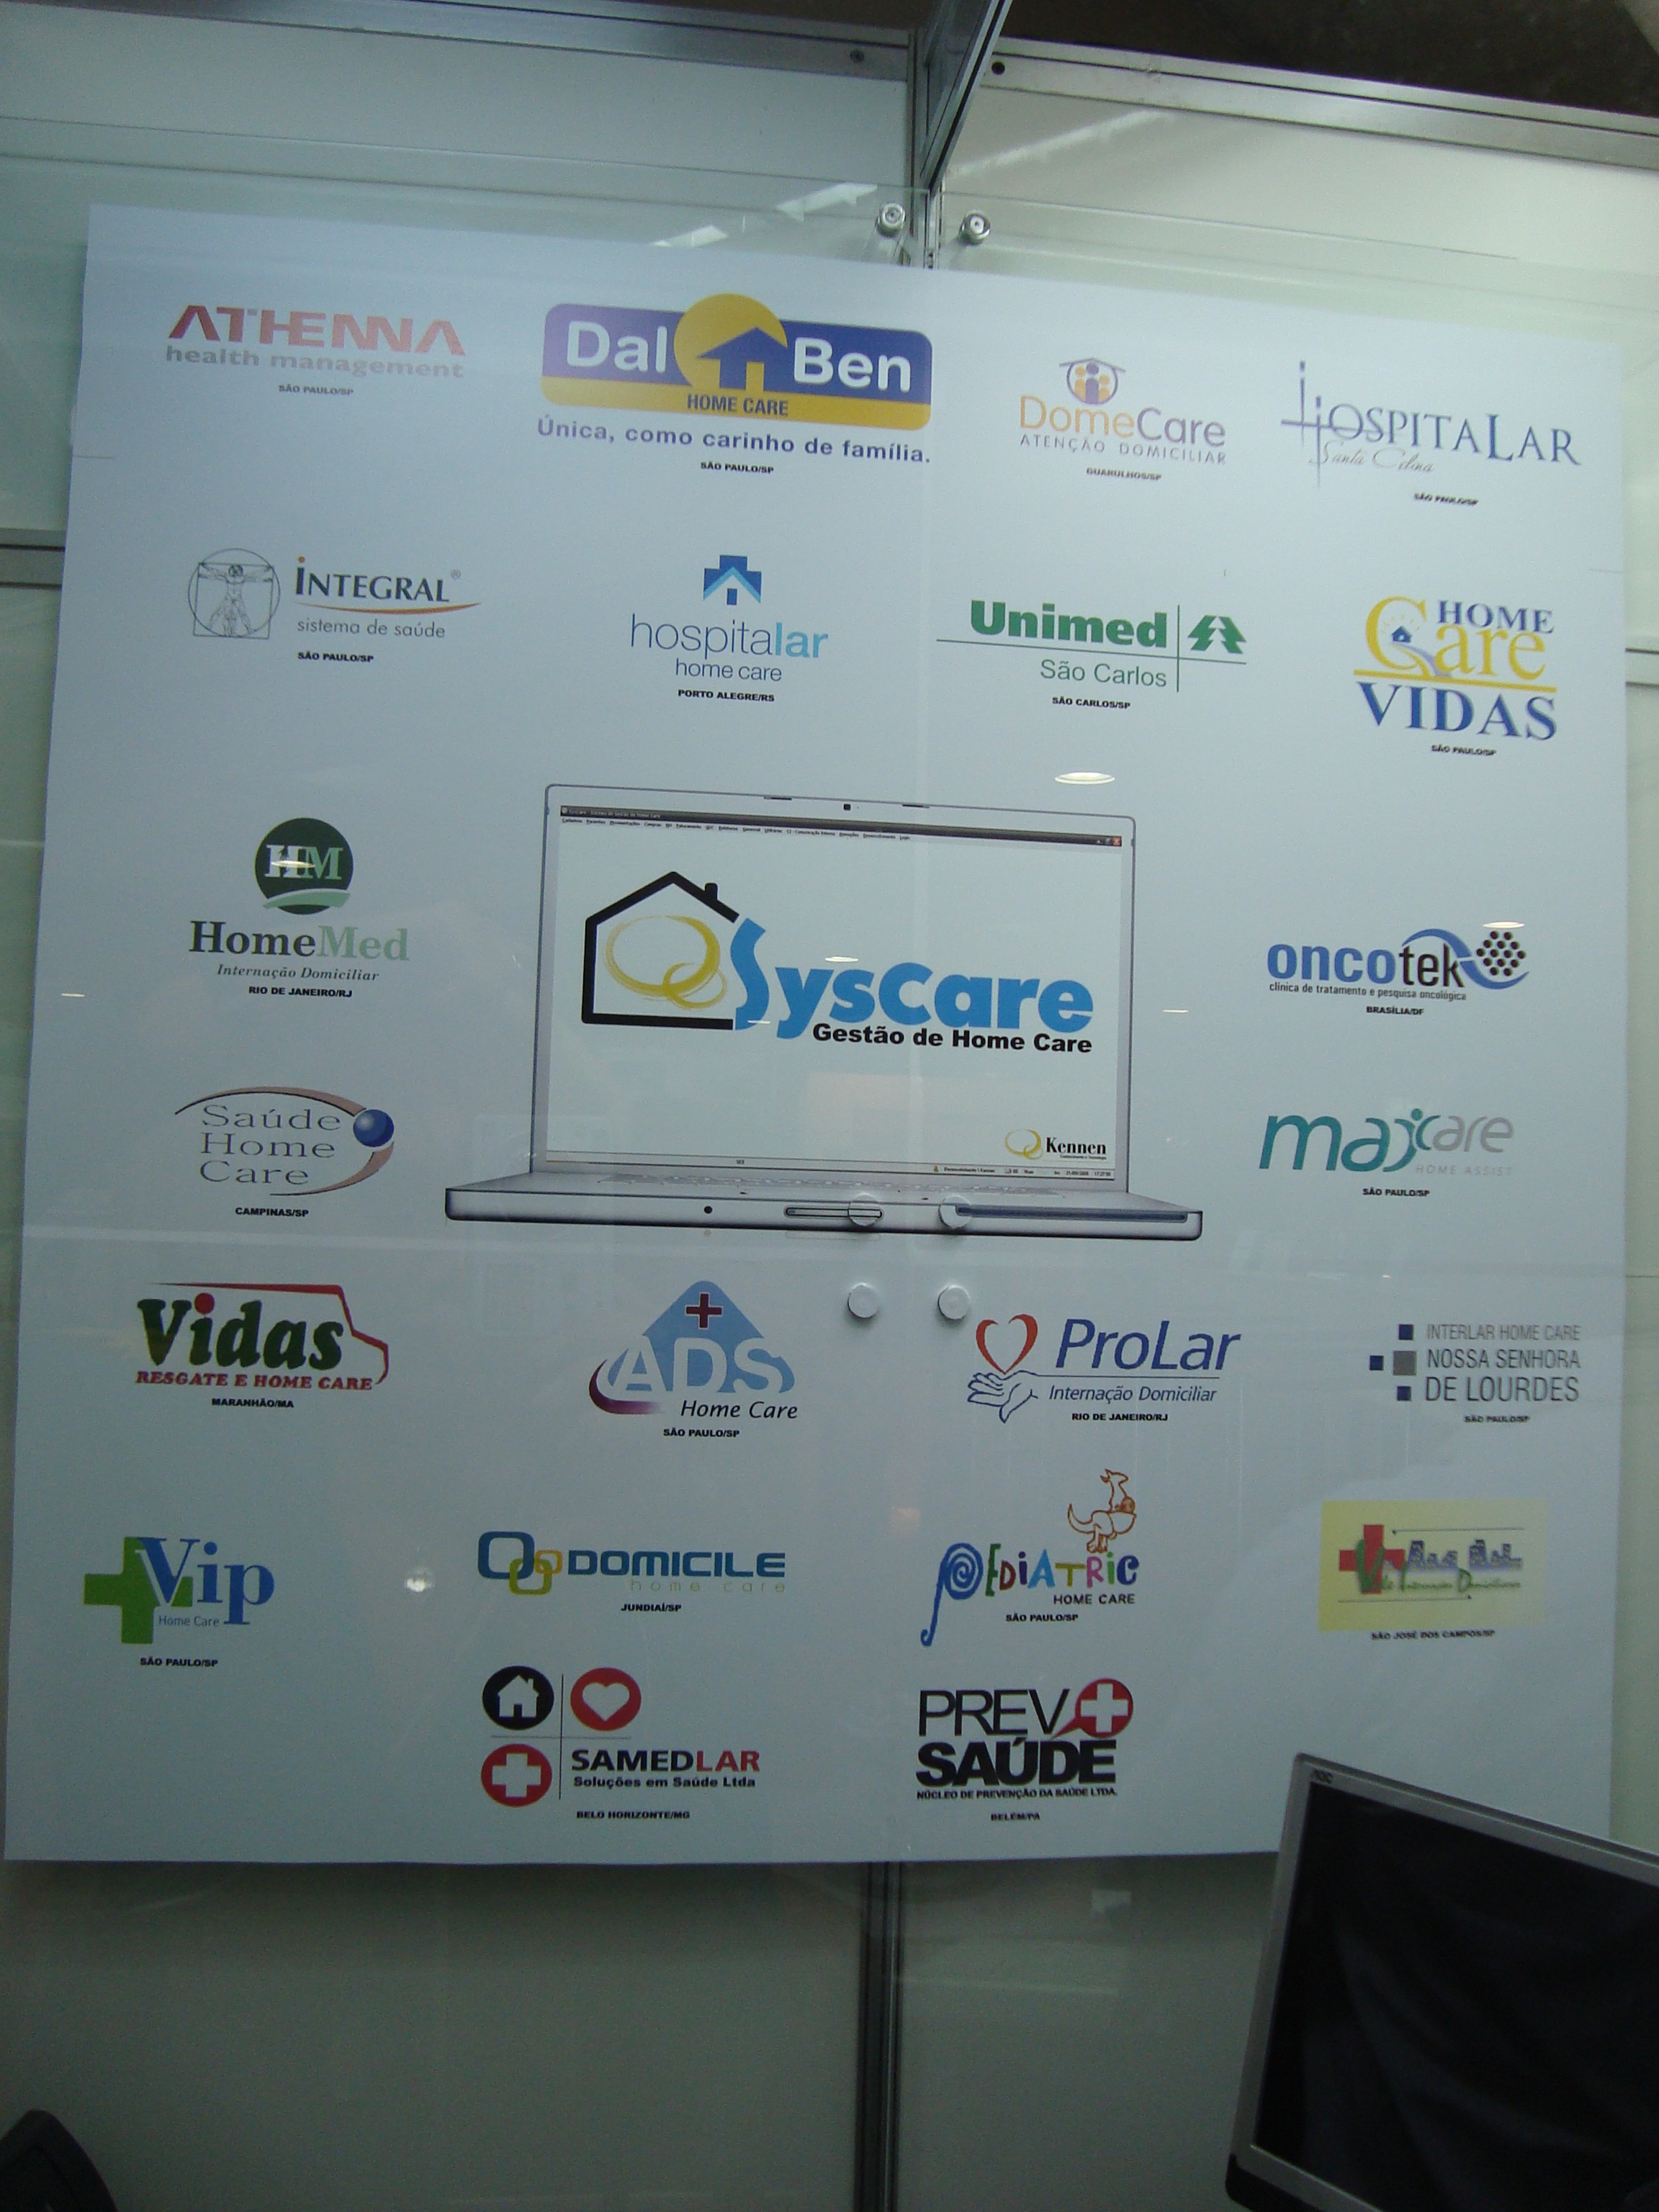 ATHENNA
health management
SÃO PAULO/SP
Dal Ben
HOME CARE
Única, como carinho de família.
SÃO PAULO/SP
DomeCare
ATENÇÃO DOMICILIAR
GUARULHOS/SP
HOSPITALAR
Santa Celina
SÃO PAULO/SP
INTEGRAL®
sistema de saúde
SÃO PAULO/SP
hospitalar
home care
PORTO ALEGRE/RS
Unimed
São Carlos
SÃO CARLOS/SP
HOME
Care
VIDAS
SÃO PAULO/SP
HM
HomeMed
Internação Domiciliar
RIO DE JANEIRO/RJ
SysCare
Gestão de Home Care
Kennen
oncotek
clínica de tratamento e pesquisa oncológica
BRASÍLIA/DF
Saúde
Home
Care
CAMPINAS/SP
maxicare
HOME ASSIST
SÃO PAULO/SP
Vidas
RESGATE E HOME CARE
MARANHÃO/MA
ADS
Home Care
SÃO PAULO/SP
ProLar
Internação Domiciliar
RIO DE JANEIRO/RJ
INTERLAR HOME CARE
NOSSA SENHORA
DE LOURDES
SÃO PAULO/SP
Vip
Home Care
SÃO PAULO/SP
DOMICILE
home care
JUNDIAÍ/SP
PEDIATRIC
HOME CARE
SÃO PAULO/SP
SÃO JOSÉ DOS CAMPOS/SP
SAMEDLAR
Soluções em Saúde Ltda
BELO HORIZONTE/MG
PREV
SAÚDE
NÚCLEO DE PREVENÇÃO DA SAÚDE LTDA.
BELÉM/PA
AOC